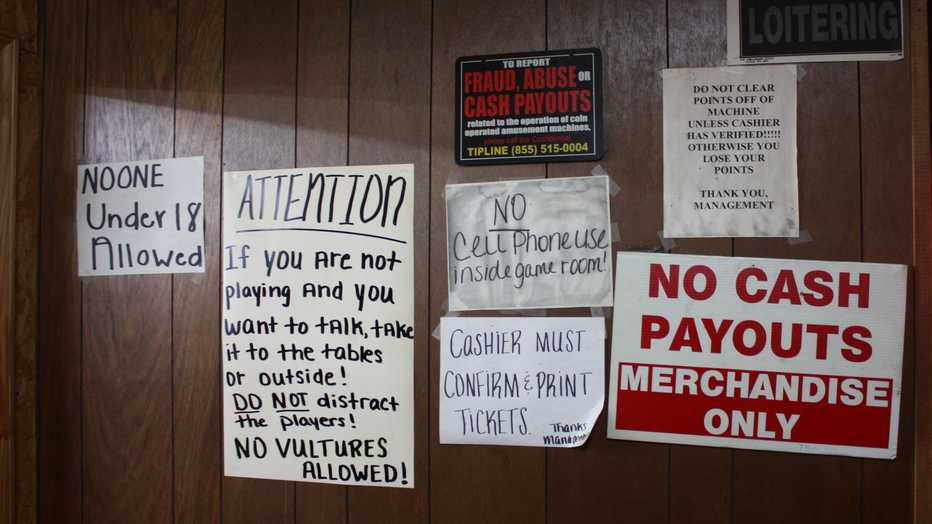 NOONE
Under 18
Allowed
ATTENTION
If you are not
playing And you
want to talk, take
it to the tables
or outside!
DO NOT distract
the players!
NO VULTURES
ALLOWED!
TO REPORT
FRAUD, ABUSE OR
CASH PAYOUTS
related to the operation of coin
operated amusement machines,
please call our Confidential
TIPLINE (855) 515-0004
NO
Cell Phone use
inside game room!
CASHIER MUST
CONFIRM & PRINT
TICKETS.
Thanks
LOITERING
DO NOT CLEAR
POINTS OFF OF
MACHINE
UNLESS CASHIER
HAS VERIFIED!!!!!
OTHERWISE YOU
LOSE YOUR
POINTS
THANK YOU,
MANAGEMENT
NO CASH
PAYOUTS
MERCHANDISE
ONLY